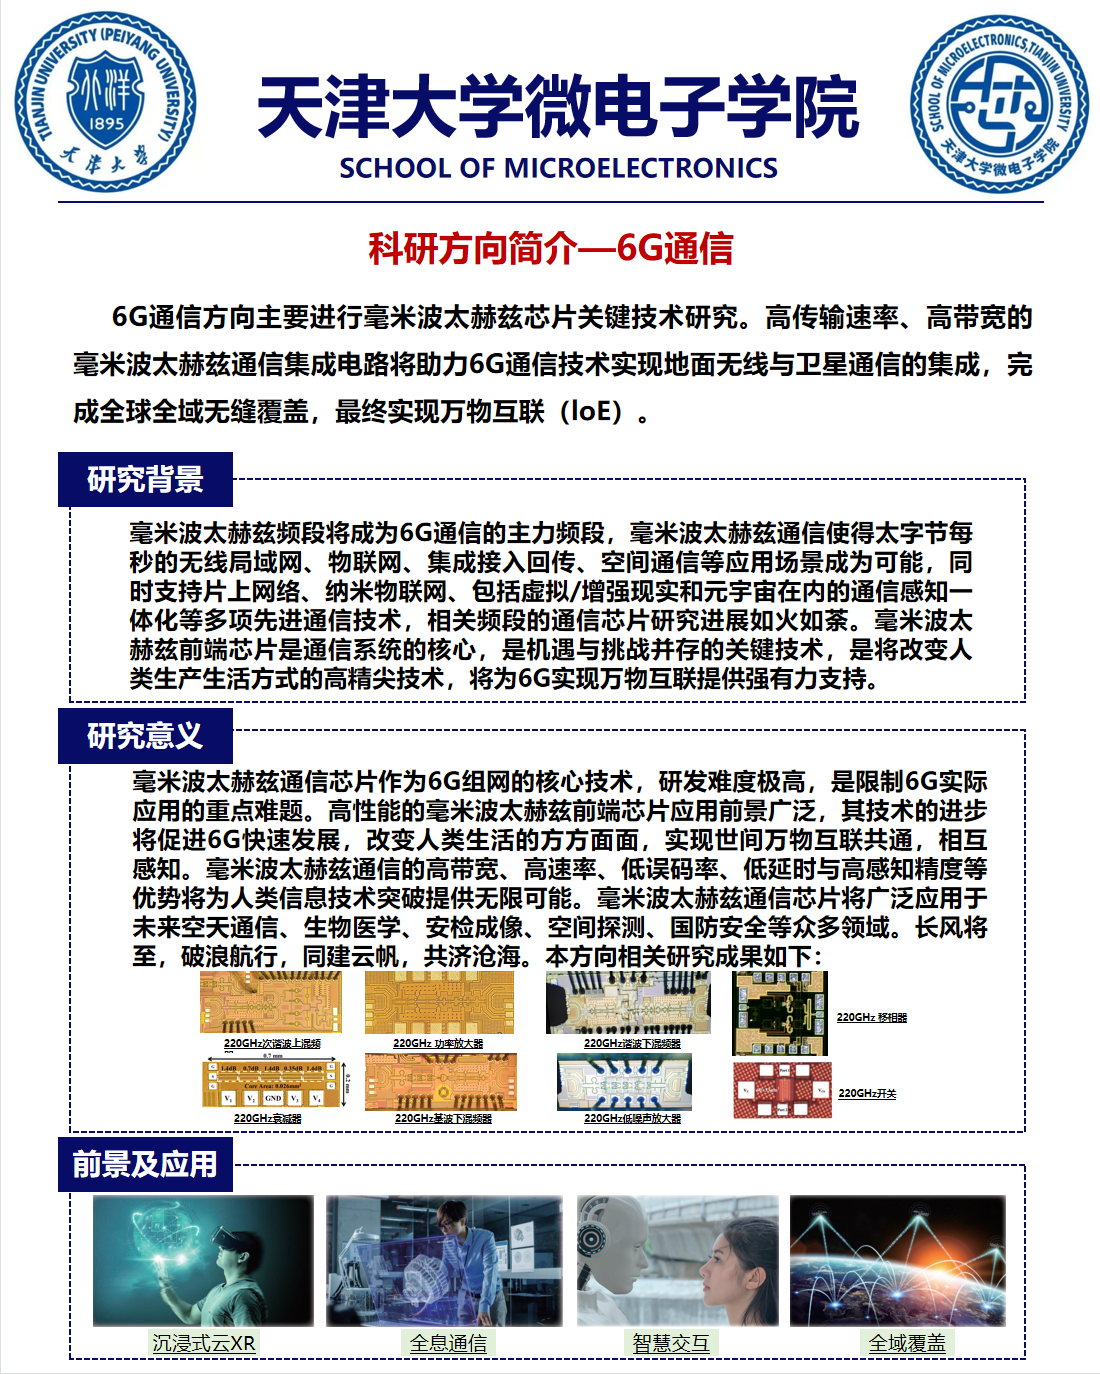 TIANJIN UNIVERSITY (PEIYANG UNIVERSITY)
北洋
1895
天津大学
天津大学微电子学院
SCHOOL OF MICROELECTRONICS
SCHOOL OF MICROELECTRONICS,TIANJIN UNIVERSITY
天津大学微电子学院
科研方向简介—6G通信
6G通信方向主要进行毫米波太赫兹芯片关键技术研究。高传输速率、高带宽的
毫米波太赫兹通信集成电路将助力6G通信技术实现地面无线与卫星通信的集成，完
成全球全域无缝覆盖，最终实现万物互联（IoE）。
研究背景
毫米波太赫兹频段将成为6G通信的主力频段，毫米波太赫兹通信使得太字节每
秒的无线局域网、物联网、集成接入回传、空间通信等应用场景成为可能，同
时支持片上网络、纳米物联网、包括虚拟/增强现实和元宇宙在内的通信感知一
体化等多项先进通信技术，相关频段的通信芯片研究进展如火如荼。毫米波太
赫兹前端芯片是通信系统的核心，是机遇与挑战并存的关键技术，是将改变人
类生产生活方式的高精尖技术，将为6G实现万物互联提供强有力支持。
研究意义
毫米波太赫兹通信芯片作为6G组网的核心技术，研发难度极高，是限制6G实际
应用的重点难题。高性能的毫米波太赫兹前端芯片应用前景广泛，其技术的进步
将促进6G快速发展，改变人类生活的方方面面，实现世间万物互联共通，相互
感知。毫米波太赫兹通信的高带宽、高速率、低误码率、低延时与高感知精度等
优势将为人类信息技术突破提供无限可能。毫米波太赫兹通信芯片将广泛应用于
未来空天通信、生物医学、安检成像、空间探测、国防安全等众多领域。长风将
至，破浪航行，同建云帆，共济沧海。本方向相关研究成果如下：
220GHz次谐波上混频
220GHz 功率放大器
220GHz谐波下混频器
220GHz 移相器
0.7 mm
G 1.4dB 0.7dB 1.4dB 0.35dB 1.4dB G
S S
G Core Area: 0.026mm² G
V1 V2 GND V3 V4
0.2 mm
220GHz衰减器
220GHz基波下混频器
220GHz低噪声放大器
220GHz开关
前景及应用
沉浸式云XR
全息通信
智慧交互
全域覆盖